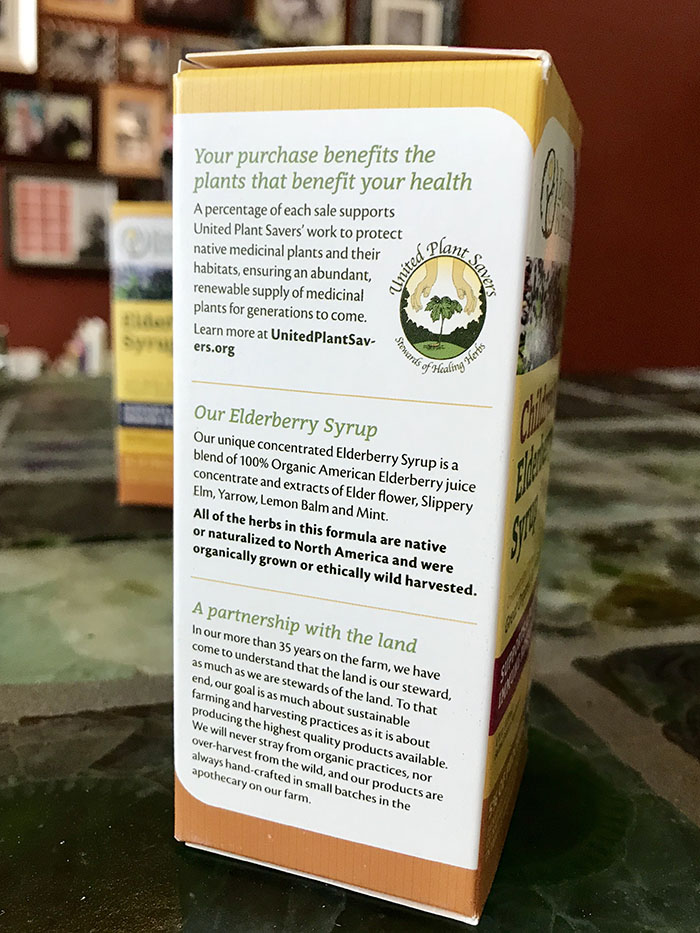 Your purchase benefits the
plants that benefit your health
A percentage of each sale supports
United Plant Savers' work to protect
native medicinal plants and their
habitats, ensuring an abundant,
renewable supply of medicinal
plants for generations to come.
Learn more at UnitedPlantSav-
ers.org
United Plant Savers
Stewards of Healing Herbs
Our Elderberry Syrup
Our unique concentrated Elderberry Syrup is a
blend of 100% Organic American Elderberry juice
concentrate and extracts of Elder flower, Slippery
Elm, Yarrow, Lemon Balm and Mint.
All of the herbs in this formula are native
or naturalized to North America and were
organically grown or ethically wild harvested.
A partnership with the land
In our more than 35 years on the farm, we have
come to understand that the land is our steward,
as much as we are stewards of the land. To that
end, our goal is as much about sustainable
farming and harvesting practices as it is about
producing the highest quality products available.
We will never stray from organic practices, nor
over-harvest from the wild, and our products are
always hand-crafted in small batches in the
apothecary on our farm.
Syrup